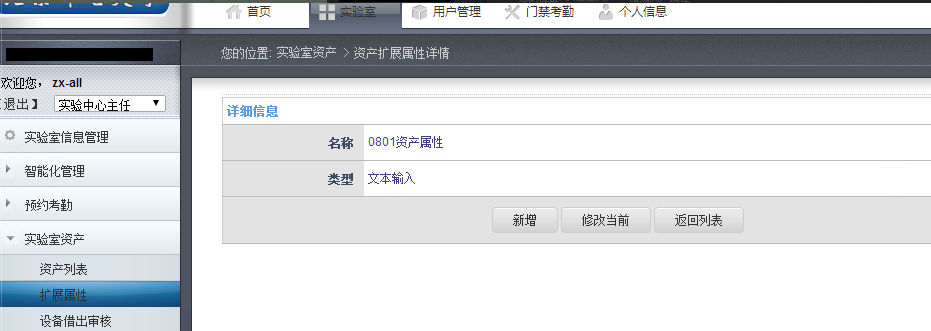 首页
实验室
用户管理
门禁考勤
个人信息
您的位置: 实验室资产 > 资产扩展属性详情
欢迎您， zx-all
退出】
实验中心主任
实验室信息管理
智能化管理
预约考勤
实验室资产
资产列表
扩展属性
设备借出审核
详细信息
名称 0801资产属性
类型 文本输入
新增 修改当前 返回列表